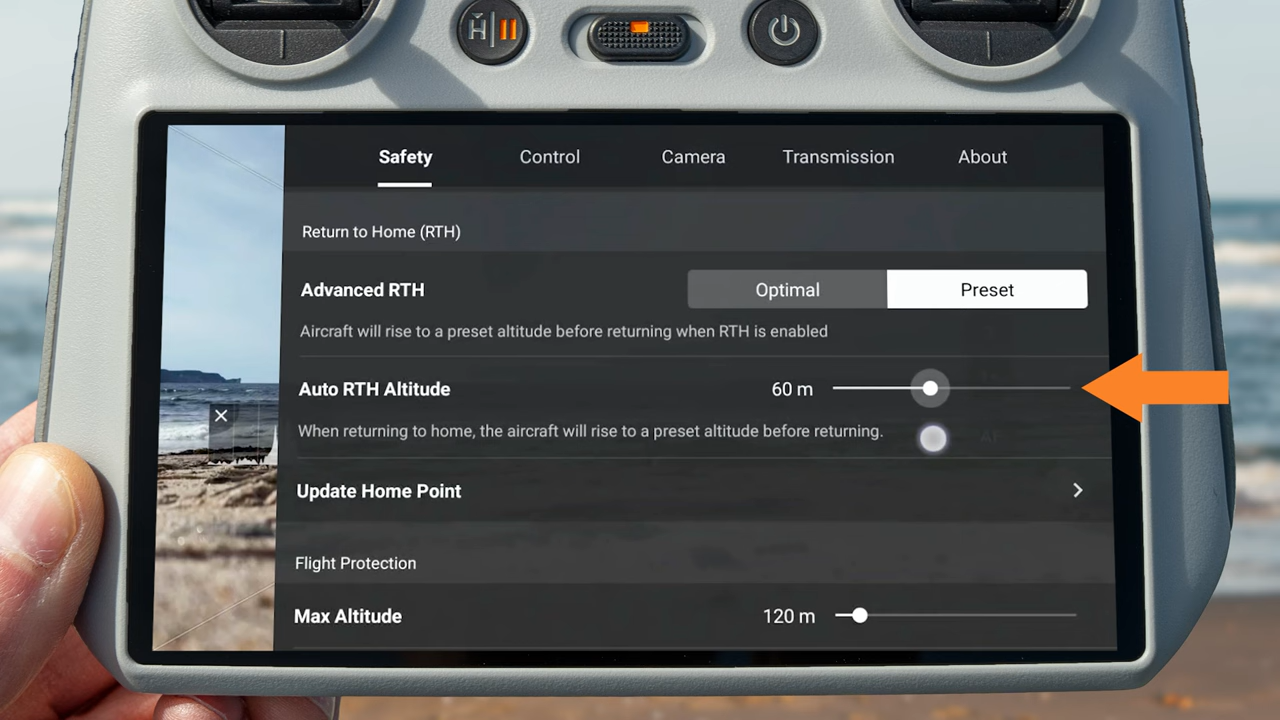 H
Safety
Control
Camera
Transmission
About
Return to Home (RTH)
Advanced RTH
Optimal
Preset
Aircraft will rise to a preset altitude before returning when RTH is enabled
Auto RTH Altitude
60 m
When returning to home, the aircraft will rise to a preset altitude before returning.
AF
Update Home Point
Flight Protection
Max Altitude
120 m